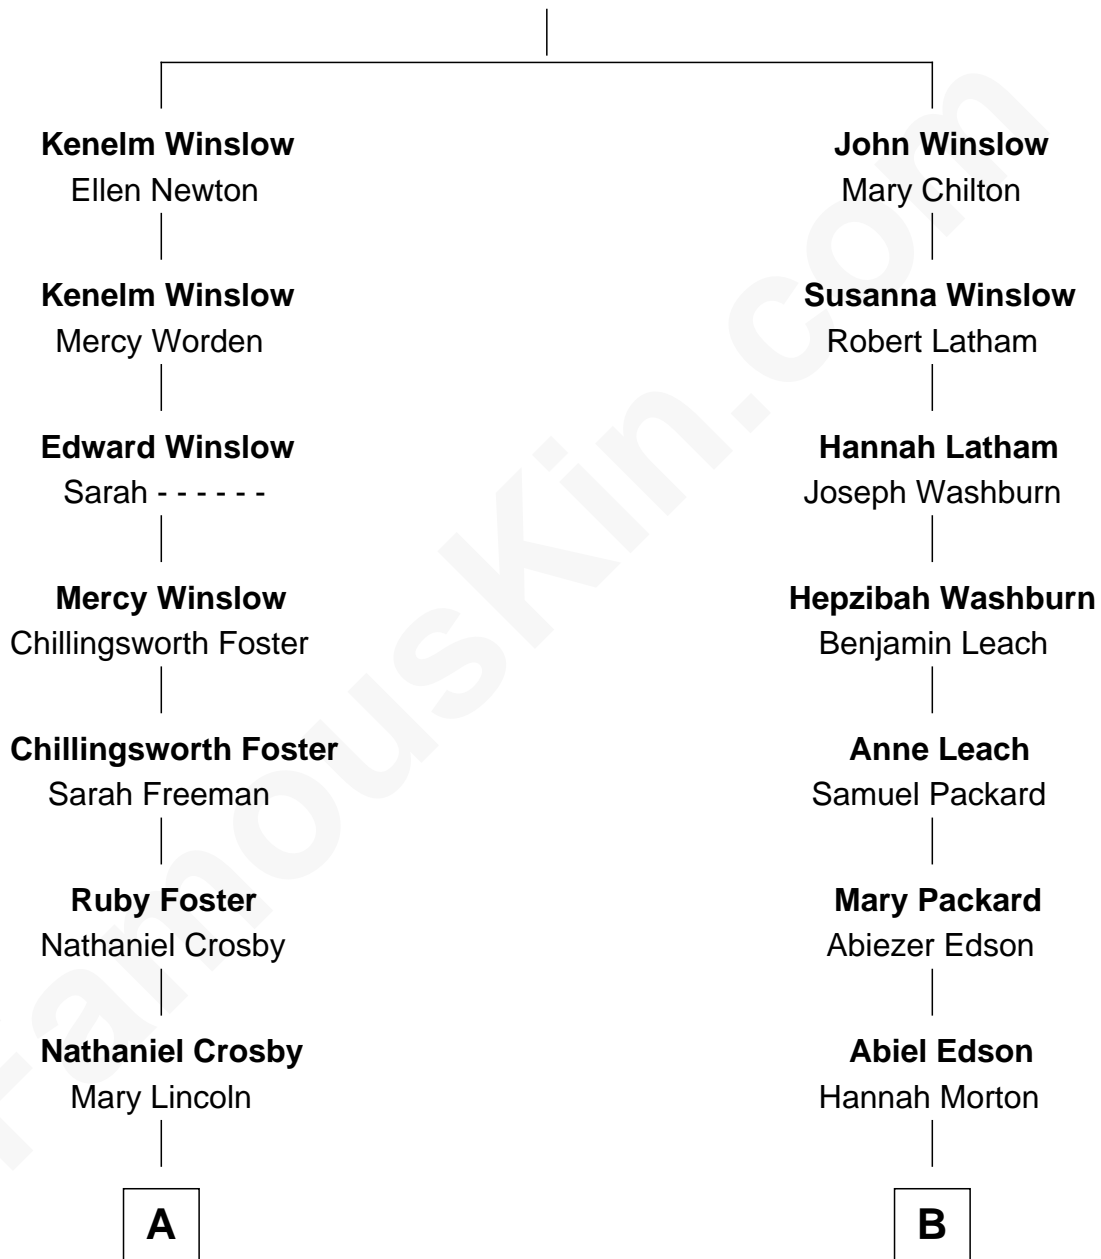 Kenelm Winslow
Ellen Newton
Kenelm Winslow
Mercy Worden
Edward Winslow
Sarah - - - - - -
Mercy Winslow
Chillingsworth Foster
Chillingsworth Foster
Sarah Freeman
Ruby Foster
Nathaniel Crosby
Nathaniel Crosby
Mary Lincoln
A
John Winslow
Mary Chilton
Susanna Winslow
Robert Latham
Hannah Latham
Joseph Washburn
Hepzibah Washburn
Benjamin Leach
Anne Leach
Samuel Packard
Mary Packard
Abiezer Edson
Abiel Edson
Hannah Morton
B
FamousKin.com